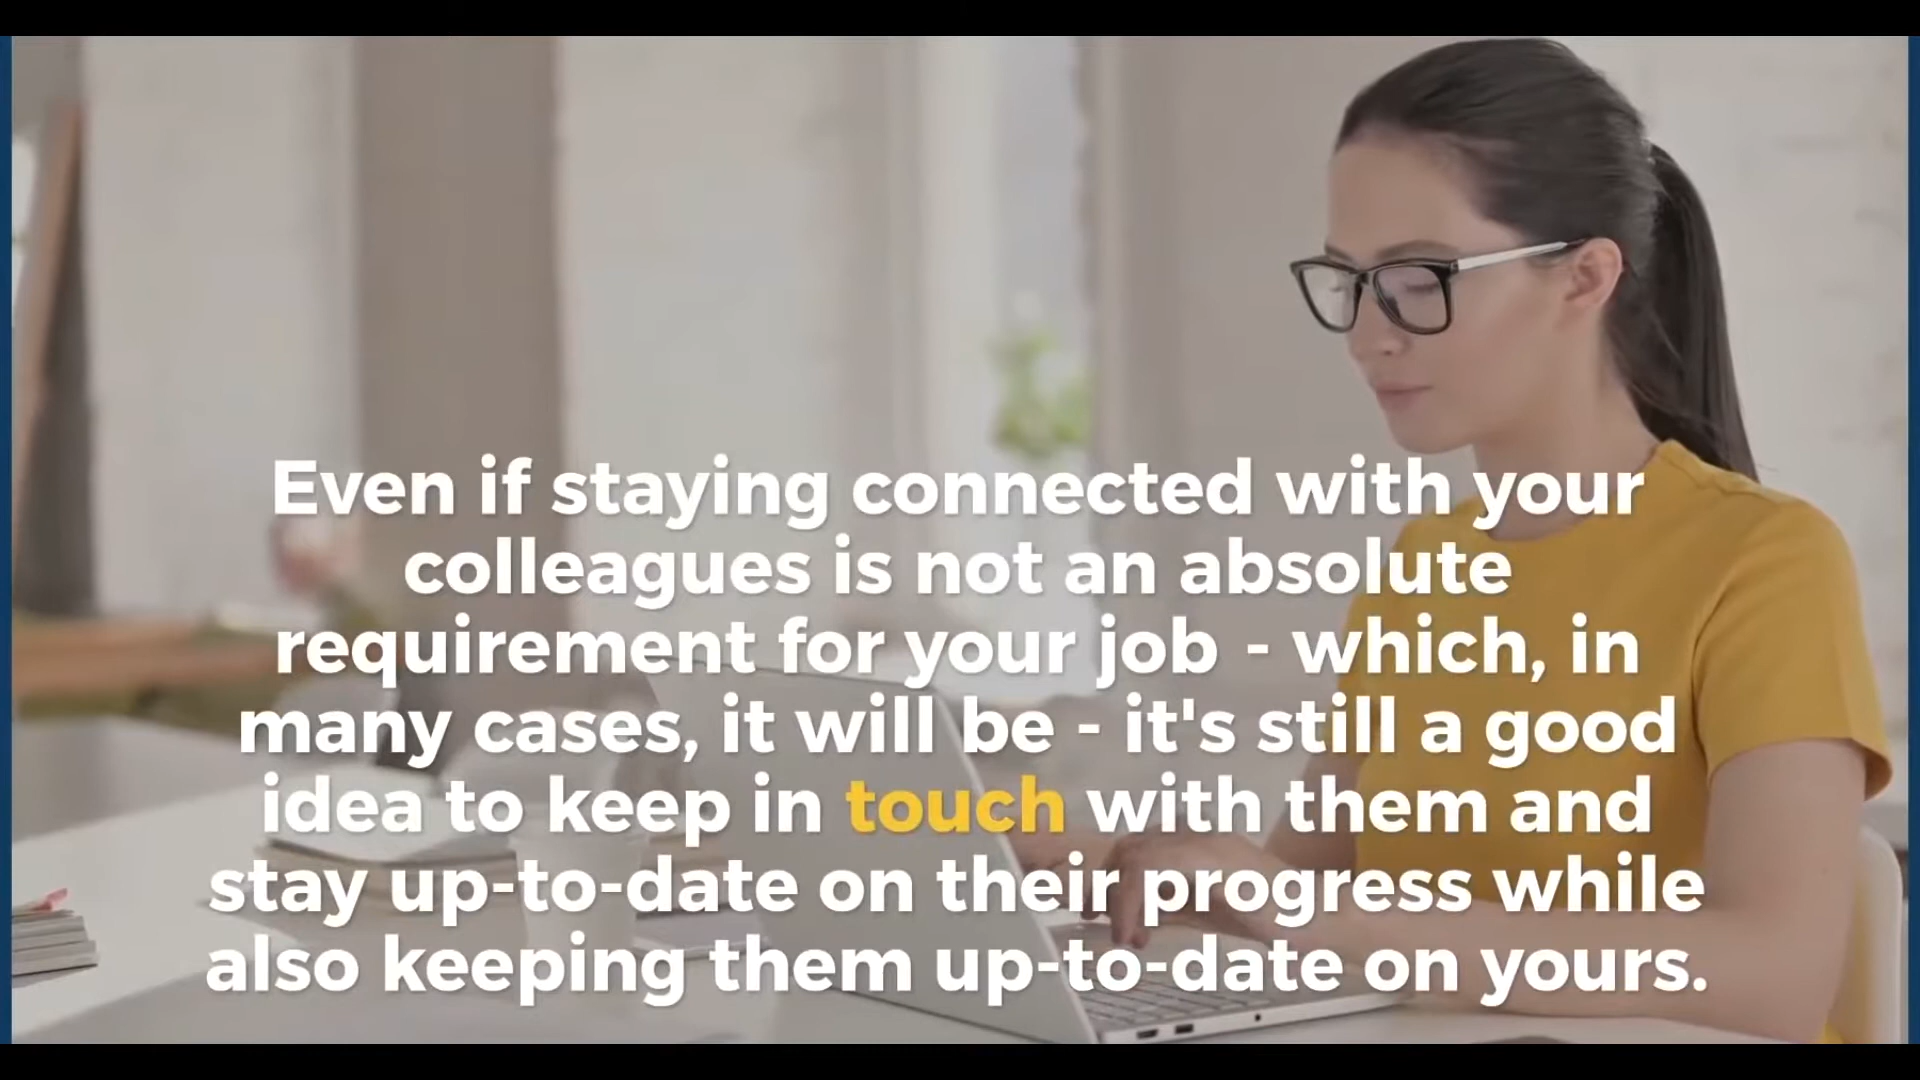 Even if staying connected with your
colleagues is not an absolute
requirement for your job - which, in
many cases, it will be - it's still a good
idea to keep in touch with them and
stay up-to-date on their progress while
also keeping them up-to-date on yours.